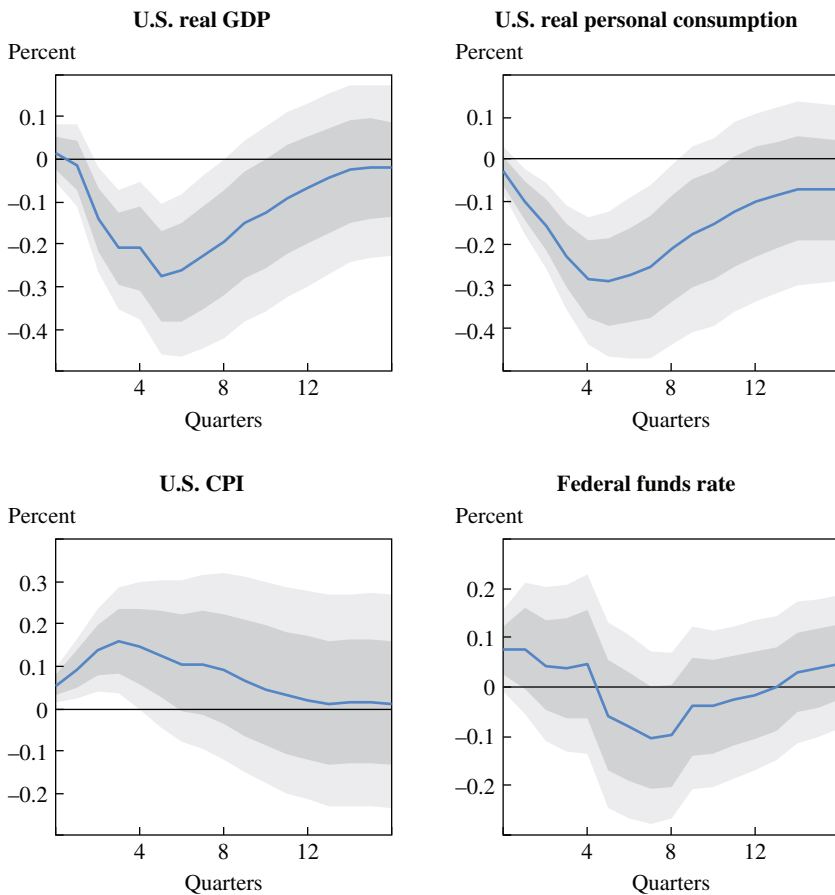 U.S. real GDP
Percent
0.1
0
–0.1
–0.2
–0.3
–0.4
4 8 12
Quarters
U.S. real personal consumption
Percent
0.1
0
–0.1
–0.2
–0.3
–0.4
4 8 12
Quarters
U.S. CPI
Percent
0.3
0.2
0.1
0
–0.1
–0.2
4 8 12
Quarters
Federal funds rate
Percent
0.2
0.1
0
–0.1
–0.2
4 8 12
Quarters